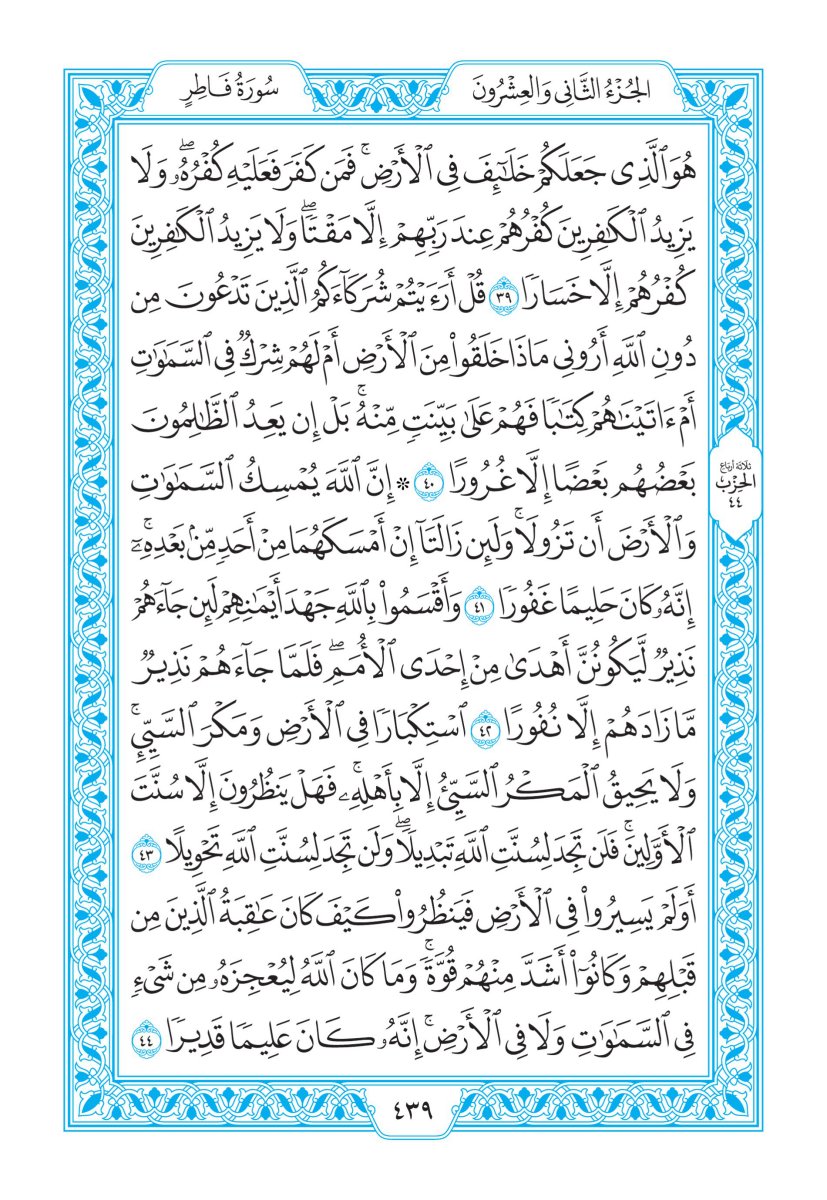 الجُزْءُ الثَّانِي وَالعِشْرُونَ
سُورَةُ فَاطِرٍ
هُوَ ٱلَّذِى جَعَلَكُمْ خَلَٰٓئِفَ فِى ٱلْأَرْضِ ۚ فَمَن كَفَرَ فَعَلَيْهِ كُفْرُهُۥ ۖ وَلَا
يَزِيدُ ٱلْكَٰفِرِينَ كُفْرُهُمْ عِندَ رَبِّهِمْ إِلَّا مَقْتًا ۖ وَلَا يَزِيدُ ٱلْكَٰفِرِينَ
كُفْرُهُمْ إِلَّا خَسَارًا ٣٩ قُلْ أَرَءَيْتُمْ شُرَكَآءَكُمُ ٱلَّذِينَ تَدْعُونَ مِن
دُونِ ٱللَّهِ أَرُونِى مَاذَا خَلَقُوا۟ مِنَ ٱلْأَرْضِ أَمْ لَهُمْ شِرْكٌ فِى ٱلسَّمَٰوَٰتِ
أَمْ ءَاتَيْنَٰهُمْ كِتَٰبًا فَهُمْ عَلَىٰ بَيِّنَتٍ مِّنْهُ ۚ بَلْ إِن يَعِدُ ٱلظَّٰلِمُونَ
بَعْضُهُم بَعْضًا إِلَّا غُرُورًا ٤٠ * إِنَّ ٱللَّهَ يُمْسِكُ ٱلسَّمَٰوَٰتِ
وَٱلْأَرْضَ أَن تَزُولَا ۚ وَلَئِن زَالَتَآ إِنْ أَمْسَكَهُمَا مِنْ أَحَدٍ مِّنۢ بَعْدِهِۦٓ ۚ
إِنَّهُۥ كَانَ حَلِيمًا غَفُورًا ٤١ وَأَقْسَمُوا۟ بِٱللَّهِ جَهْدَ أَيْمَٰنِهِمْ لَئِن جَآءَهُمْ
نَذِيرٌ لَّيَكُونُنَّ أَهْدَىٰ مِنْ إِحْدَى ٱلْأُمَمِ ۖ فَلَمَّا جَآءَهُمْ نَذِيرٌ
مَّا زَادَهُمْ إِلَّا نُفُورًا ٤٢ ٱسْتِكْبَارًا فِى ٱلْأَرْضِ وَمَكْرَ ٱلسَّيِّئِ ۚ
وَلَا يَحِيقُ ٱلْمَكْرُ ٱلسَّيِّئُ إِلَّا بِأَهْلِهِۦ ۚ فَهَلْ يَنظُرُونَ إِلَّا سُنَّتَ
ٱلْأَوَّلِينَ ۚ فَلَن تَجِدَ لِسُنَّتِ ٱللَّهِ تَبْدِيلًا ۖ وَلَن تَجِدَ لِسُنَّتِ ٱللَّهِ تَحْوِيلًا ٤٣
أَوَلَمْ يَسِيرُوا۟ فِى ٱلْأَرْضِ فَيَنظُرُوا۟ كَيْفَ كَانَ عَٰقِبَةُ ٱلَّذِينَ مِن
قَبْلِهِمْ وَكَانُوٓا۟ أَشَدَّ مِنْهُمْ قُوَّةً ۚ وَمَا كَانَ ٱللَّهُ لِيُعْجِزَهُۥ مِن شَىْءٍ
فِى ٱلسَّمَٰوَٰتِ وَلَا فِى ٱلْأَرْضِ ۚ إِنَّهُۥ كَانَ عَلِيمًا قَدِيرًا ٤٤
ثلاثة أرباع
الحِزْب
٤٤
٤٣٩